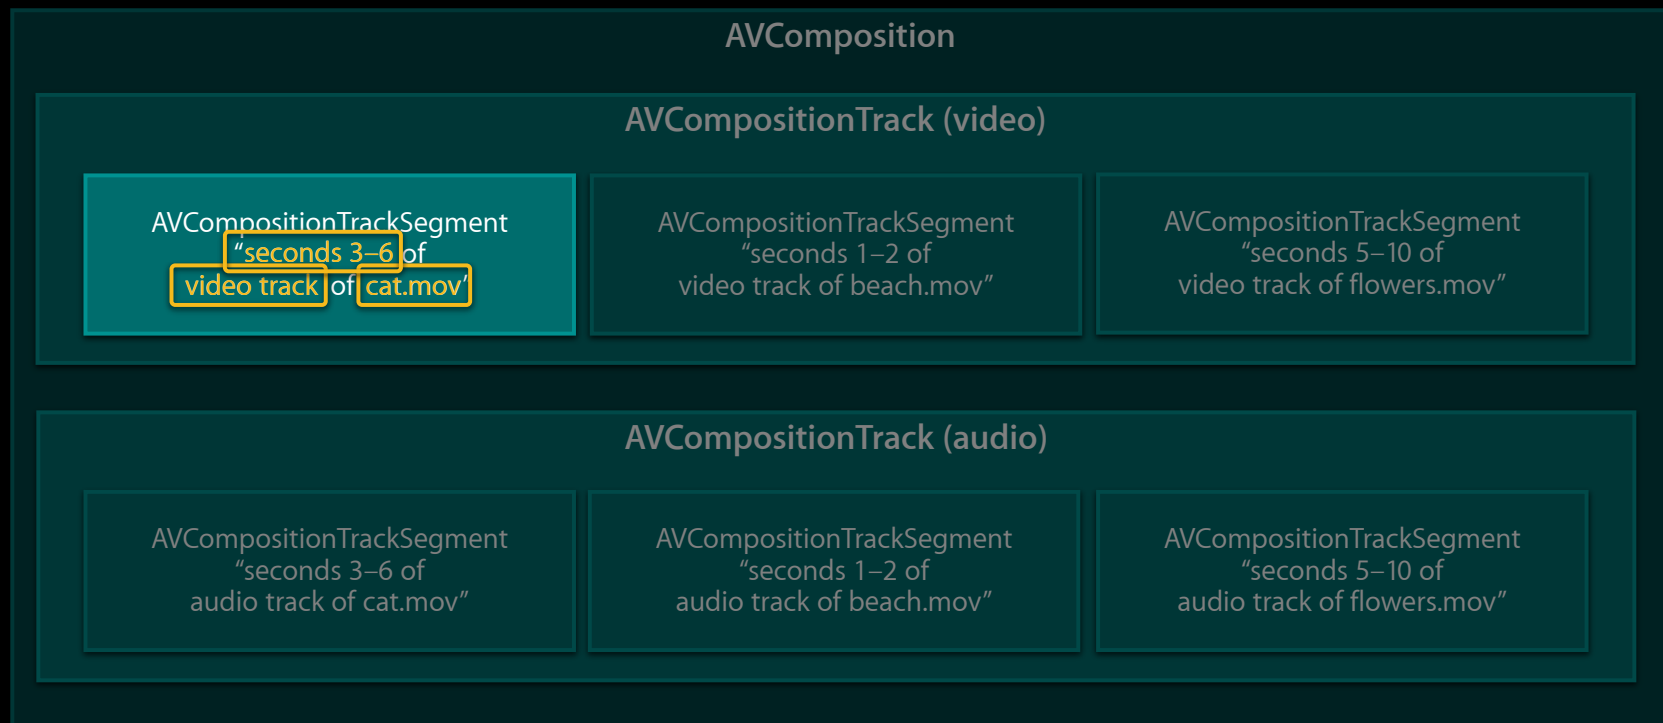 AVComposition
AVCompositionTrack (video)
AVCompositionTrackSegment
“seconds 3–6 of
video track of cat.mov”
AVCompositionTrackSegment
“seconds 1–2 of
video track of beach.mov”
AVCompositionTrackSegment
“seconds 5–10 of
video track of flowers.mov”
AVCompositionTrack (audio)
AVCompositionTrackSegment
“seconds 3–6 of
audio track of cat.mov”
AVCompositionTrackSegment
“seconds 1–2 of
audio track of beach.mov”
AVCompositionTrackSegment
“seconds 5–10 of
audio track of flowers.mov”